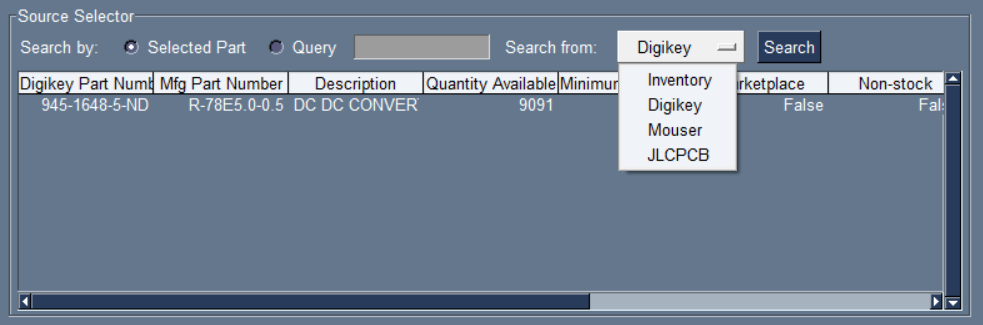 Source Selector
Search by: Selected Part Query Search from: Digikey Search
Digikey Part Numb Mfg Part Number Description Quantity Available Minimur rketplace Non-stock
945-1648-5-ND R-78E5.0-0.5 DC DC CONVER 9091 False Fal
Inventory
Digikey
Mouser
JLCPCB